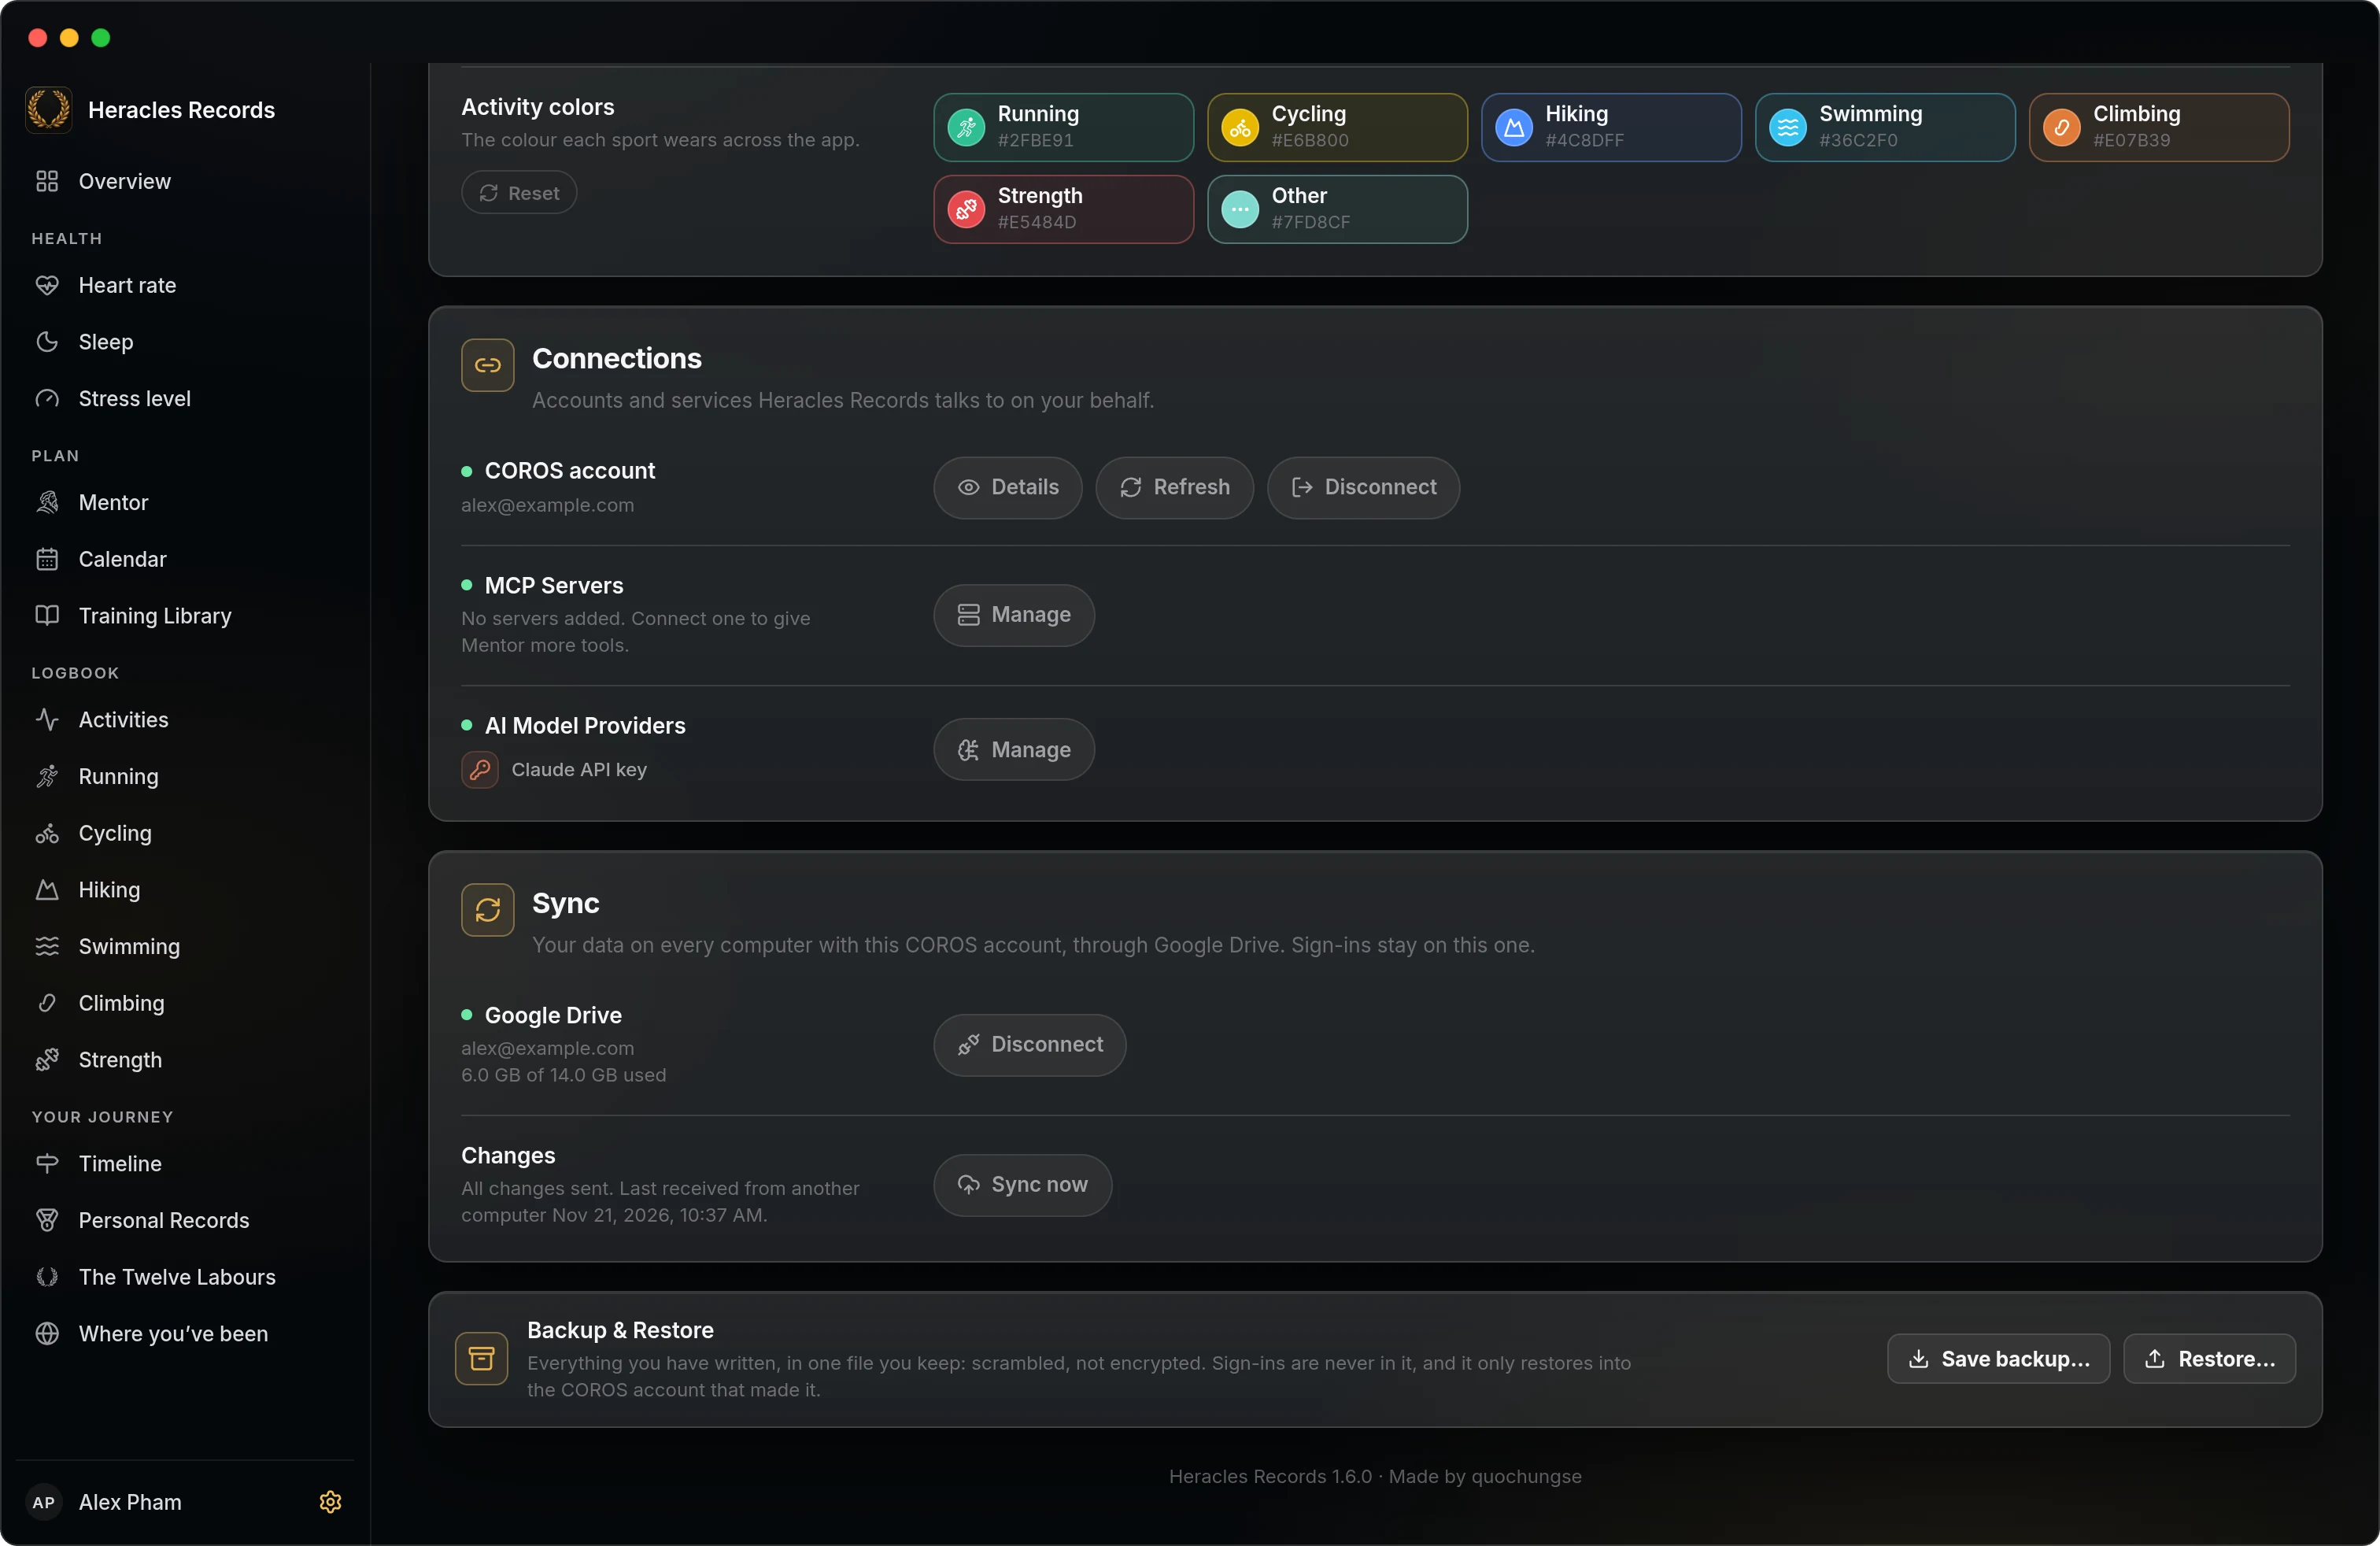 Heracles Records
Overview
HEALTH
Heart rate
Sleep
Stress level
PLAN
Mentor
Calendar
Training Library
LOGBOOK
Activities
Running
Cycling
Hiking
Swimming
Climbing
Strength
YOUR JOURNEY
Timeline
Personal Records
The Twelve Labours
Where you’ve been
AP Alex Pham
Activity colors
The colour each sport wears across the app.
Reset
Running
#2FBE91
Cycling
#E6B800
Hiking
#4C8DFF
Swimming
#36C2F0
Climbing
#E07B39
Strength
#E5484D
Other
#7FD8CF
Connections
Accounts and services Heracles Records talks to on your behalf.
COROS account
alex@example.com
Details Refresh Disconnect
MCP Servers
No servers added. Connect one to give
Mentor more tools.
Manage
AI Model Providers
Claude API key
Manage
Sync
Your data on every computer with this COROS account, through Google Drive. Sign-ins stay on this one.
Google Drive
alex@example.com
6.0 GB of 14.0 GB used
Disconnect
Changes
All changes sent. Last received from another
computer Nov 21, 2026, 10:37 AM.
Sync now
Backup & Restore
Everything you have written, in one file you keep: scrambled, not encrypted. Sign-ins are never in it, and it only restores into
the COROS account that made it.
Save backup... Restore...
Heracles Records 1.6.0 · Made by quochungse